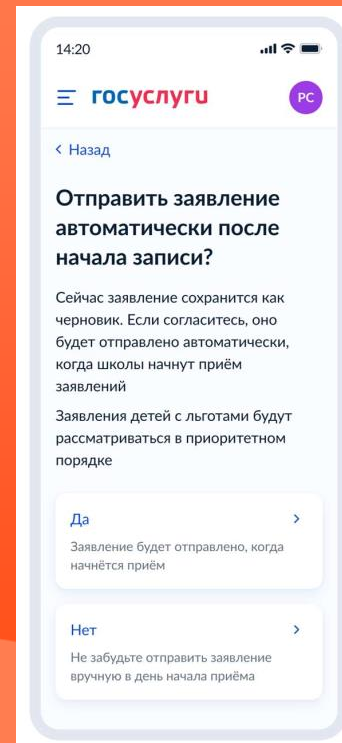 14:20
госуслуги
РС
Назад
Отправить заявление
автоматически после
начала записи?
Сейчас заявление сохранится как
черновик. Если согласитесь, оно
будет отправлено автоматически,
когда школы начнут приём
заявлений
Заявления детей с льготами будут
рассматриваться в приоритетном
порядке
Да
Заявление будет отправлено, когда
начнётся приём
Нет
Не забудьте отправить заявление
вручную в день начала приёма